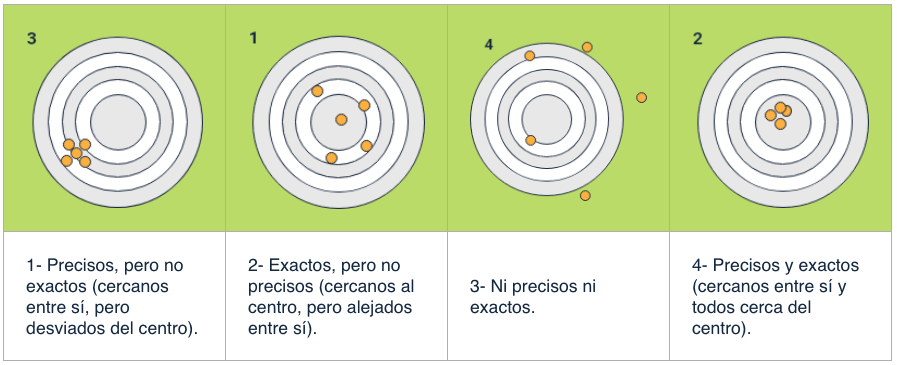 3
1
4
2
1- Precisos, pero no
exactos (cercanos
entre sí, pero
desviados del centro).
2- Exactos, pero no
precisos (cercanos al
centro, pero alejados
entre sí).
3- Ni precisos ni
exactos.
4- Precisos y exactos
(cercanos entre sí y
todos cerca del
centro).